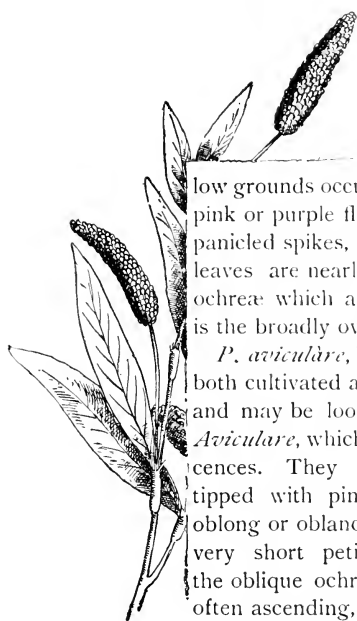 low grounds occu
pink or purple fl
panicled spikes,
leaves are nearl
ochreæ which a
is the broadly ov
P. aviculàre,
both cultivated a
and may be loo
Aviculare, which
cences. They
tipped with pin
oblong or oblanc
very short peti
the oblique ochr
often ascending,